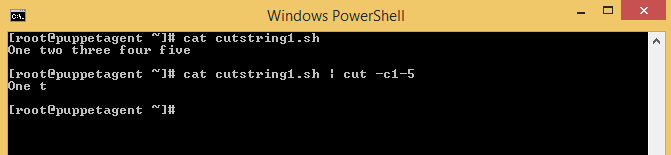 Windows PowerShell
[root@puppetagent ~]# cat cutstring1.sh
One two three four five
[root@puppetagent ~]# cat cutstring1.sh | cut -c1-5
One t
[root@puppetagent ~]#